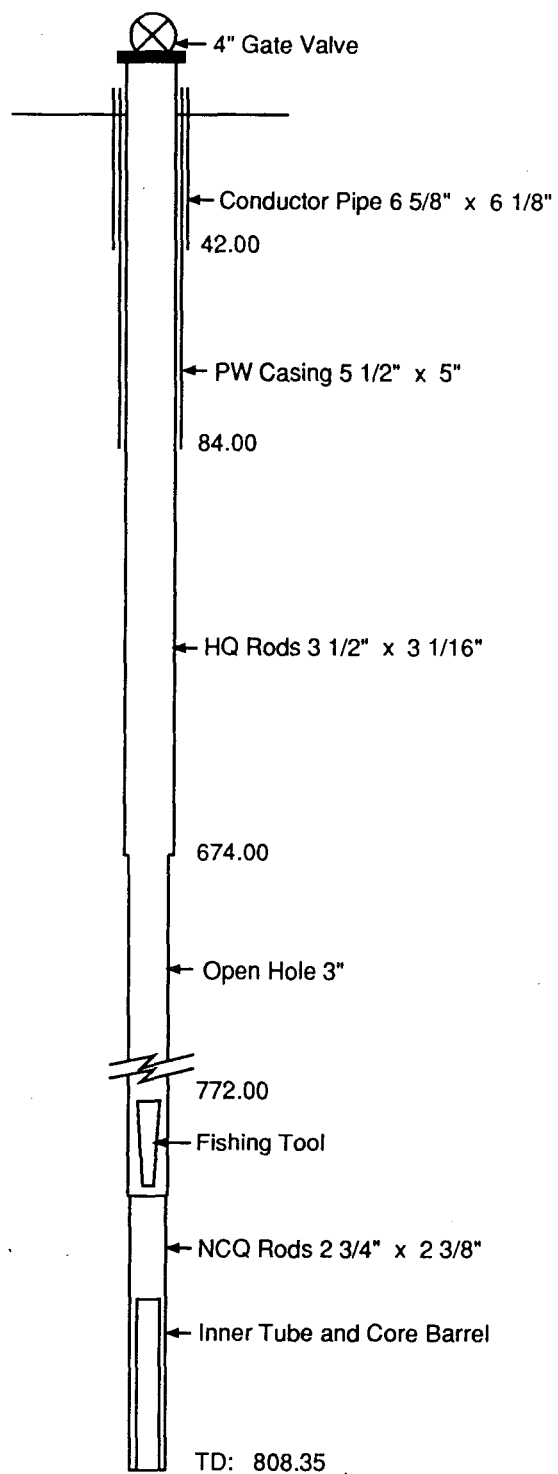 4" Gate Valve
Conductor Pipe 6 5/8" x 6 1/8"
42.00
PW Casing 5 1/2" x 5"
84.00
HQ Rods 3 1/2" x 3 1/16"
674.00
Open Hole 3"
772.00
Fishing Tool
NCQ Rods 2 3/4" x 2 3/8"
Inner Tube and Core Barrel
TD: 808.35